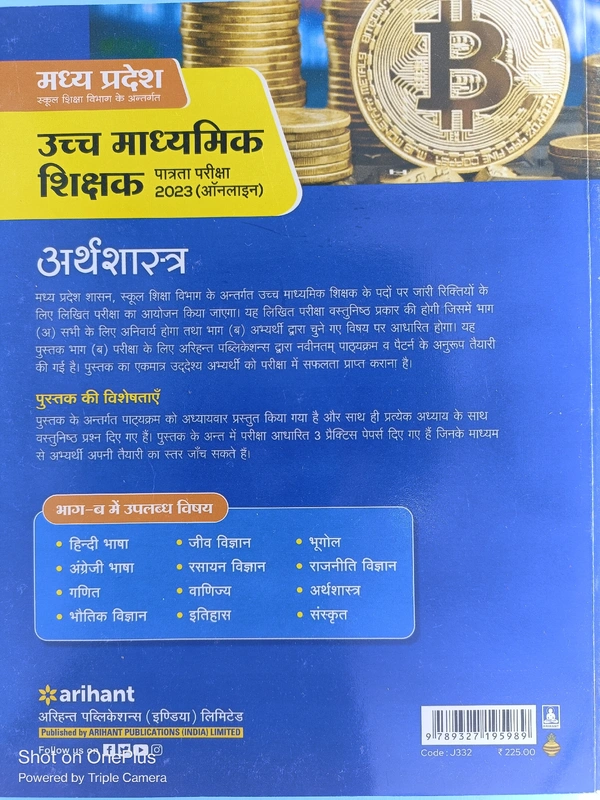 मध्य प्रदेश
स्कूल शिक्षा विभाग के अन्तर्गत
उच्च माध्यमिक
शिक्षक पात्रता परीक्षा
2023 (ऑनलाइन)
अर्थशास्त्र
मध्य प्रदेश शासन, स्कूल शिक्षा विभाग के अन्तर्गत उच्च माध्यमिक शिक्षक के पदों पर जारी रिक्तियों के
लिए लिखित परीक्षा का आयोजन किया जाएगा। यह लिखित परीक्षा वस्तुनिष्ठ प्रकार की होगी जिसमें भाग
(अ) सभी के लिए अनिवार्य होगा तथा भाग (ब) अभ्यर्थी द्वारा चुने गए विषय पर आधारित होगा। यह
पुस्तक भाग (ब) परीक्षा के लिए अरिहन्त पब्लिकेशन्स द्वारा नवीनतम् पाठ्यक्रम व पैटर्न के अनुरूप तैयारी
की गई है। पुस्तक का एकमात्र उद्देश्य अभ्यर्थी को परीक्षा में सफलता प्राप्त कराना है।
पुस्तक की विशेषताएँ
पुस्तक के अन्तर्गत पाठ्यक्रम को अध्यायवार प्रस्तुत किया गया है और साथ ही प्रत्येक अध्याय के साथ
वस्तुनिष्ठ प्रश्न दिए गए हैं। पुस्तक के अन्त में परीक्षा आधारित 3 प्रैक्टिस पेपर्स दिए गए हैं जिनके माध्यम
से अभ्यर्थी अपनी तैयारी का स्तर जाँच सकते हैं।
भाग-ब में उपलब्ध विषय
• हिन्दी भाषा • जीव विज्ञान • भूगोल
• अंग्रेजी भाषा • रसायन विज्ञान • राजनीति विज्ञान
• गणित • वाणिज्य • अर्थशास्त्र
• भौतिक विज्ञान • इतिहास • संस्कृत
arihant
अरिहन्त पब्लिकेशन्स (इण्डिया) लिमिटेड
Published by ARIHANT PUBLICATIONS (INDIA) LIMITED
Follow us on
9 789327 195989
Code : J332 ₹ 225.00
Shot on OnePlus
Powered by Triple Camera